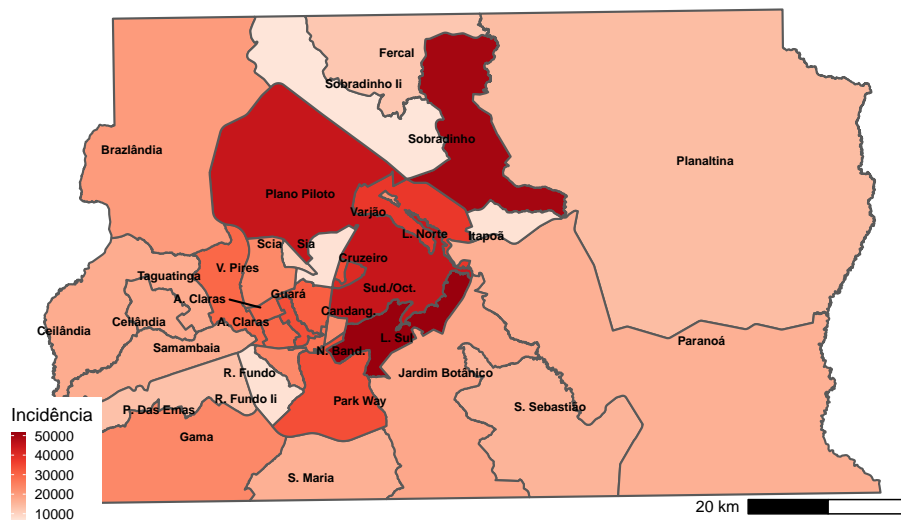 Fercal
Sobradinho Ii
Sobradinho
Brazlândia
Planaltina
Plano Piloto
Varjão
L. Norte
Itapoã
Scia
Sia
Cruzeiro
V. Pires
Taguatinga
Guará
Sud./Oct.
A. Claras
Candang.
Ceilândia
Ceilândia
A. Claras
L. Sul
Paranoá
Samambaia
N. Band.
R. Fundo
Jardim Botânico
R. Fundo Ii
Park Way
S. Sebastião
P. Das Emas
Gama
S. Maria
Incidência
50000
40000
30000
20000
10000
20 km